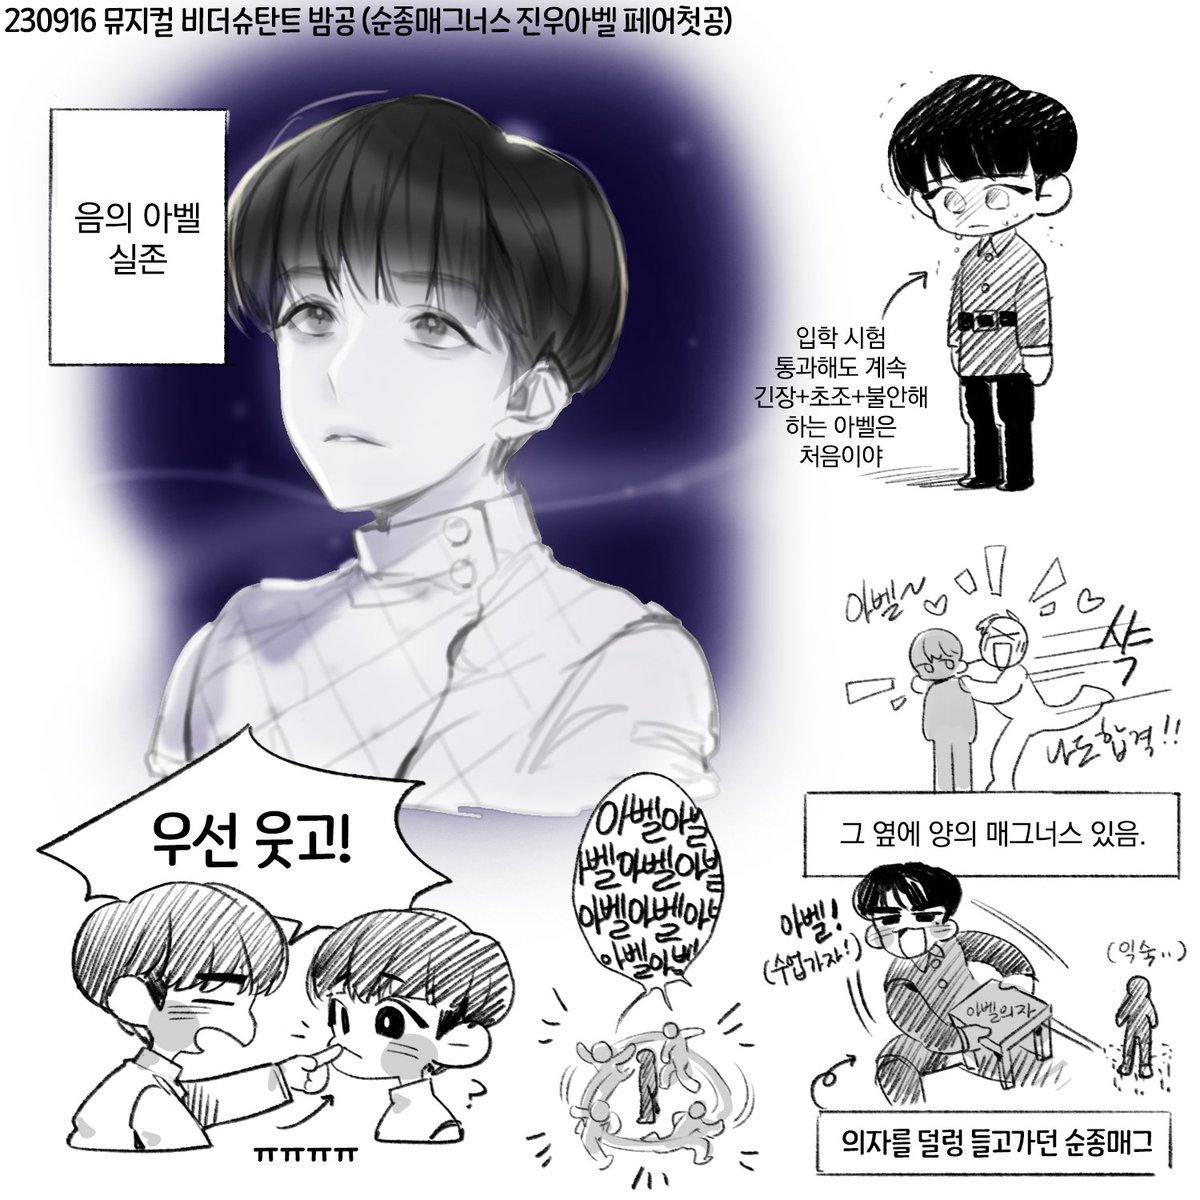 230916 뮤지컬 비더슈탄트 밤공 (순종매그너스 진우아벨 페어첫공)
음의 아벨
실존
입학 시험
통과해도 계속
긴장+초조+불안해
하는 아벨은
처음이야
아벨~
샥
나도합격!!
그 옆에 양의 매그너스 있음.
우선 웃고!
?
ㅠㅠㅠㅠ
아벨아벨
아벨아벨아벨
아벨아벨아벨
아벨아벨
아벨!
(수업가자!)
아벨의자
(익숙..)
의자를 덜렁 들고가던 순종매그